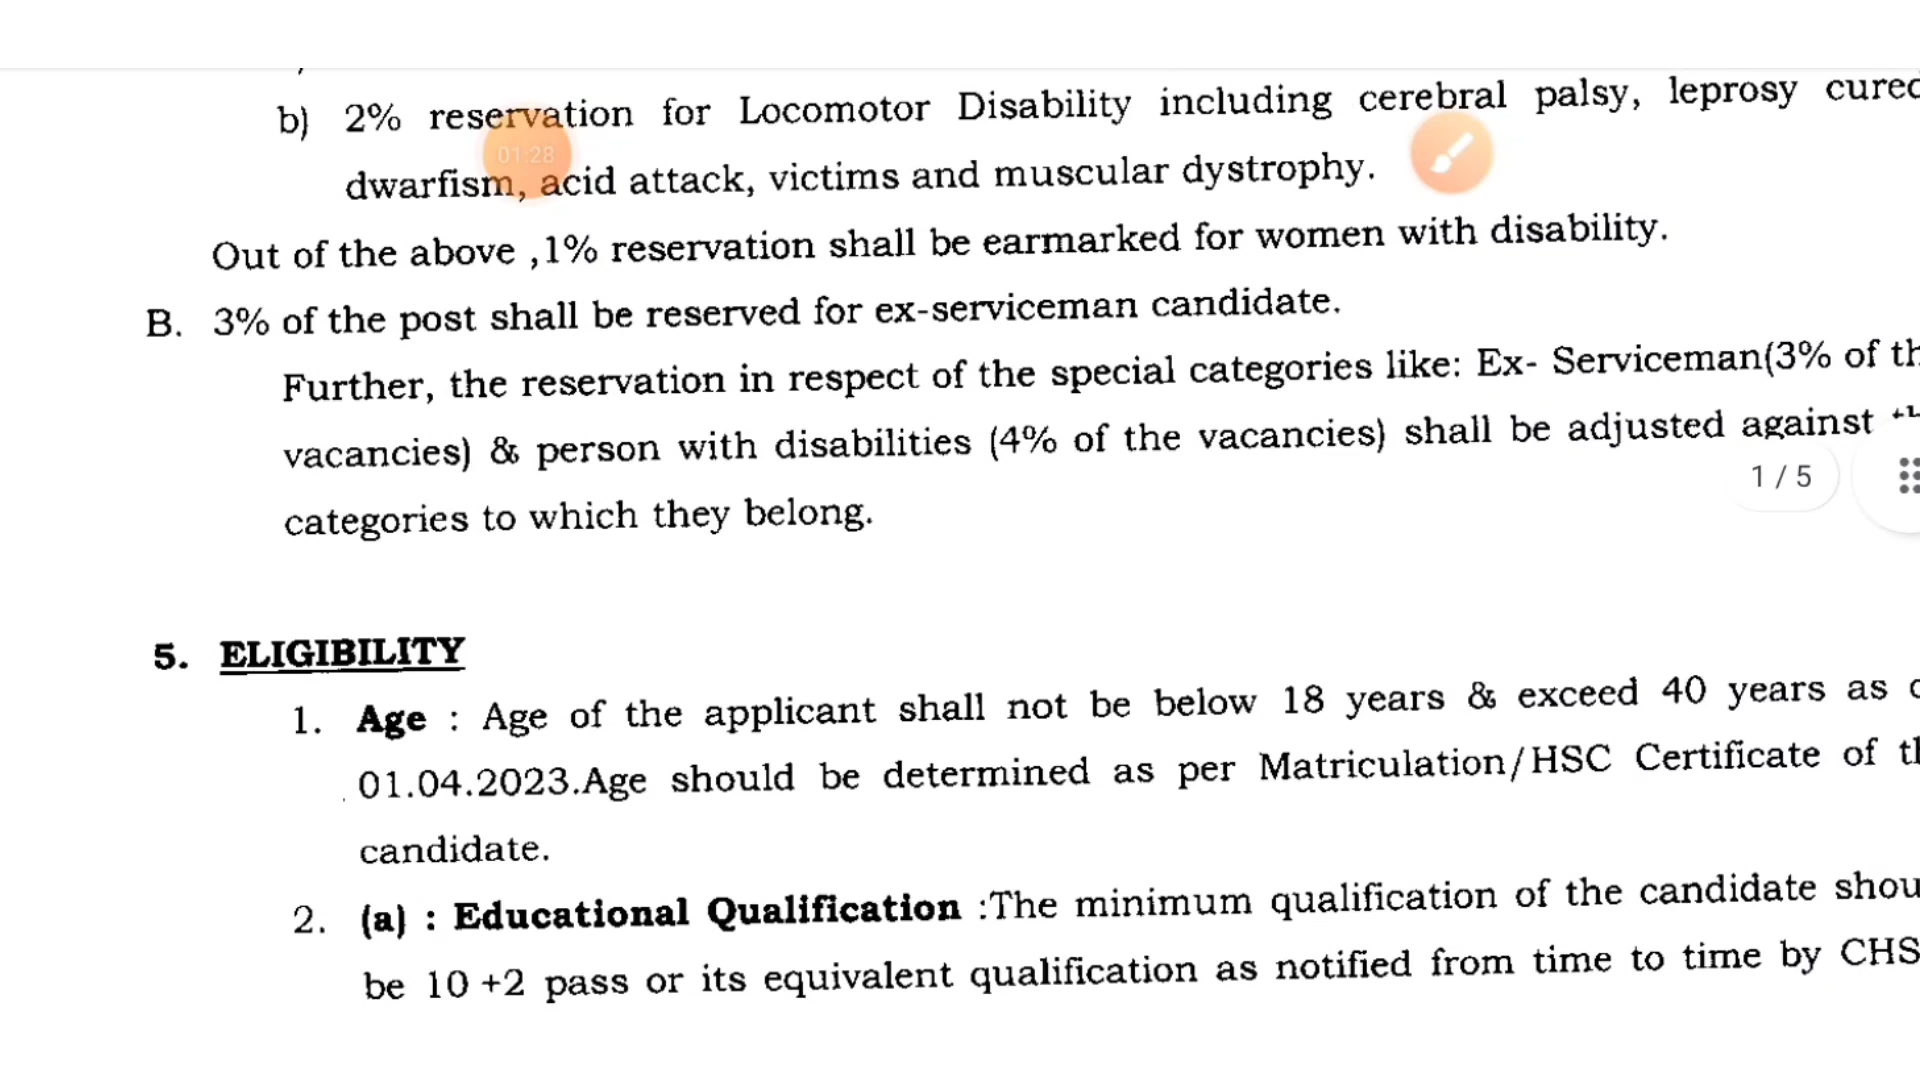 b) 2% reservation for Locomotor Disability including cerebral palsy, leprosy cured
01:28
dwarfism, acid attack, victims and muscular dystrophy.
Out of the above ,1% reservation shall be earmarked for women with disability.
B. 3% of the post shall be reserved for ex-serviceman candidate.
Further, the reservation in respect of the special categories like: Ex- Serviceman(3% of th
vacancies) & person with disabilities (4% of the vacancies) shall be adjusted against
1 / 5
categories to which they belong.
5. ELIGIBILITY
1. Age : Age of the applicant shall not be below 18 years & exceed 40 years as
01.04.2023.Age should be determined as per Matriculation/HSC Certificate of th
candidate.
2. (a) : Educational Qualification :The minimum qualification of the candidate shou
be 10 +2 pass or its equivalent qualification as notified from time to time by CHS